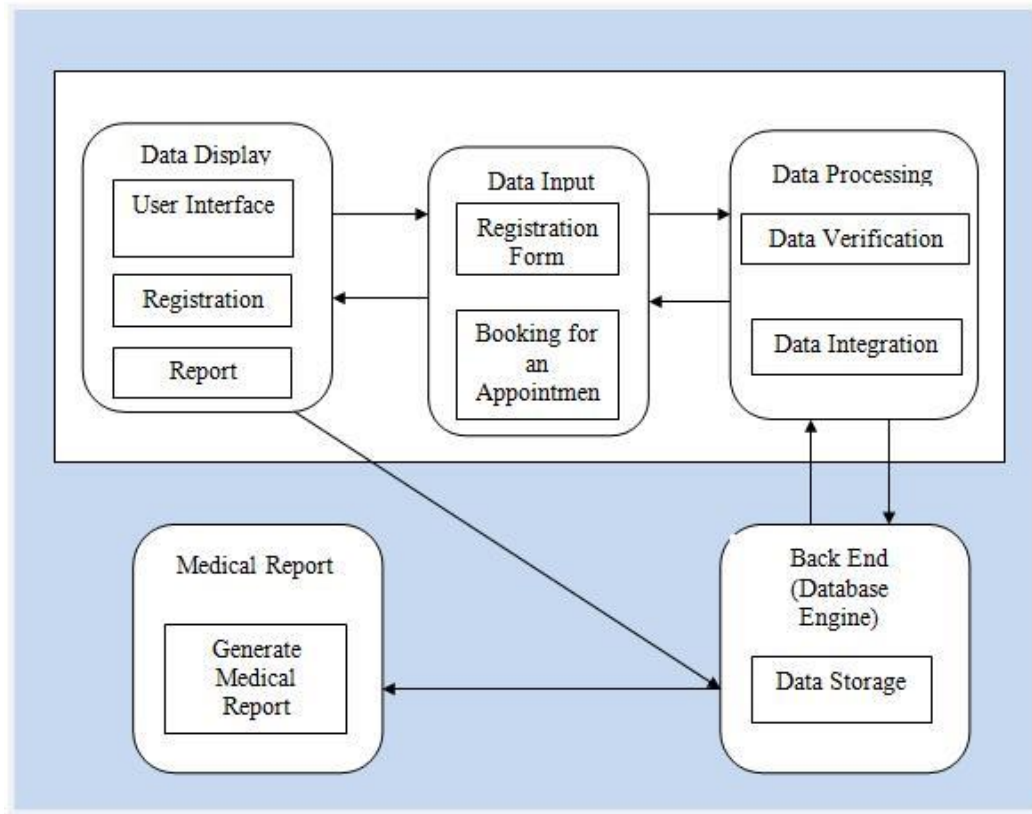 Data Display
User Interface
Registration
Report
Data Input
Registration
Form
Booking for
an
Appointmen
Data Processing
Data Verification
Data Integration
Medical Report
Generate
Medical
Report
Back End
(Database
Engine)
Data Storage